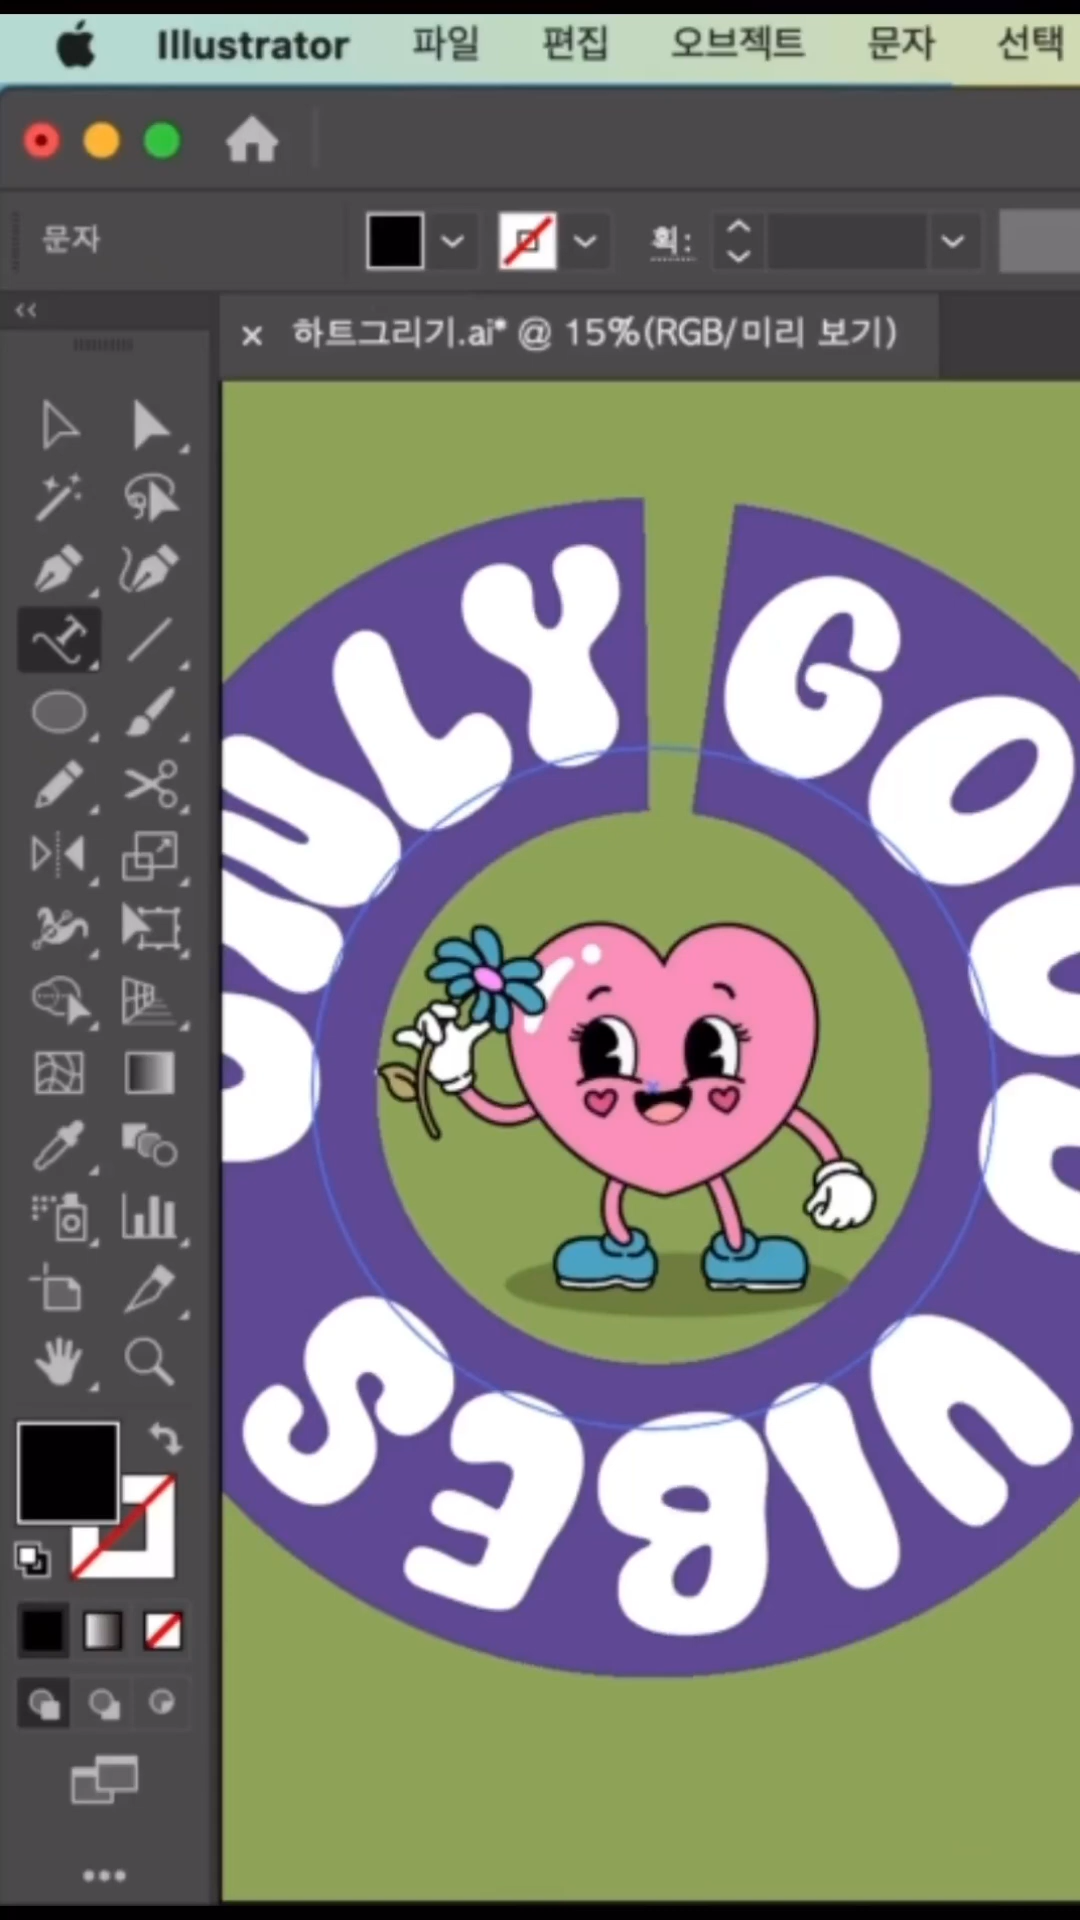 Illustrator 파일 편집 오브젝트 문자 선택
문자 획:
× 하트그리기.ai* @ 15%(RGB/미리 보기)
GOOD
VIBES
ONLY